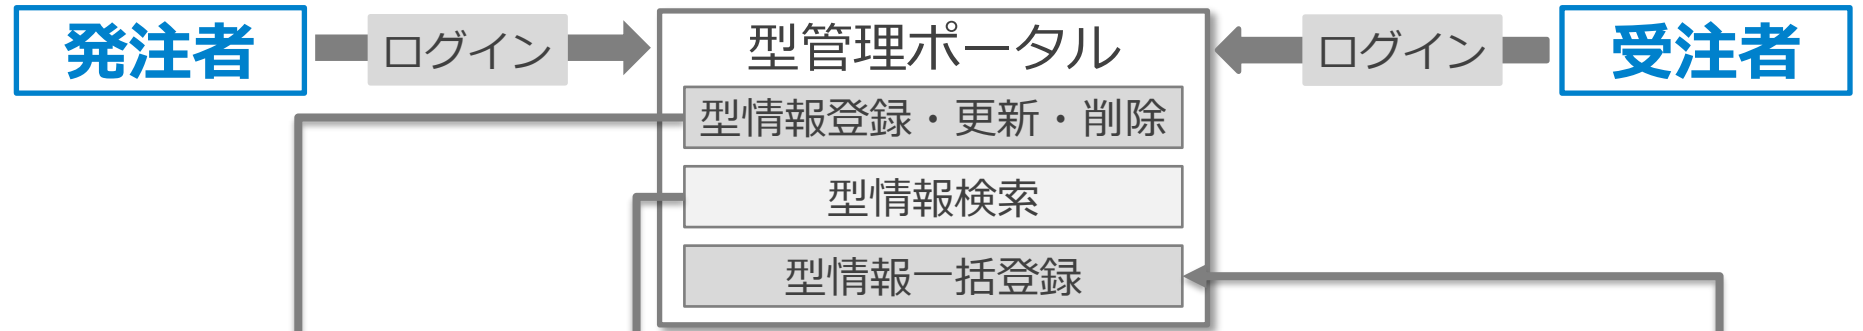 発注者
ログイン
型管理ポータル
ログイン
受注者
型情報登録・更新・削除
型情報検索
型情報一括登録